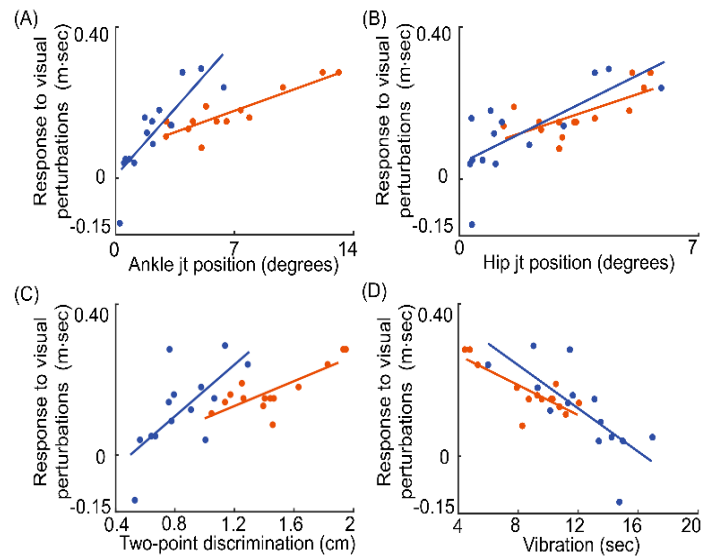 (A)
Response to visual
perturbations (m·sec)
0.40
0
-0.15
0
7
14
Ankle jt position (degrees)
(B)
Response to visual
perturbations (m·sec)
0.40
0
-0.15
0
7
Hip jt position (degrees)
(C)
Response to visual
perturbations (m·sec)
0.40
0
-0.15
0.4
0.8
1.2
1.6
2
Two-point discrimination (cm)
(D)
Response to visual
perturbations (m·sec)
0.40
0
-0.15
4
8
12
16
20
Vibration (sec)